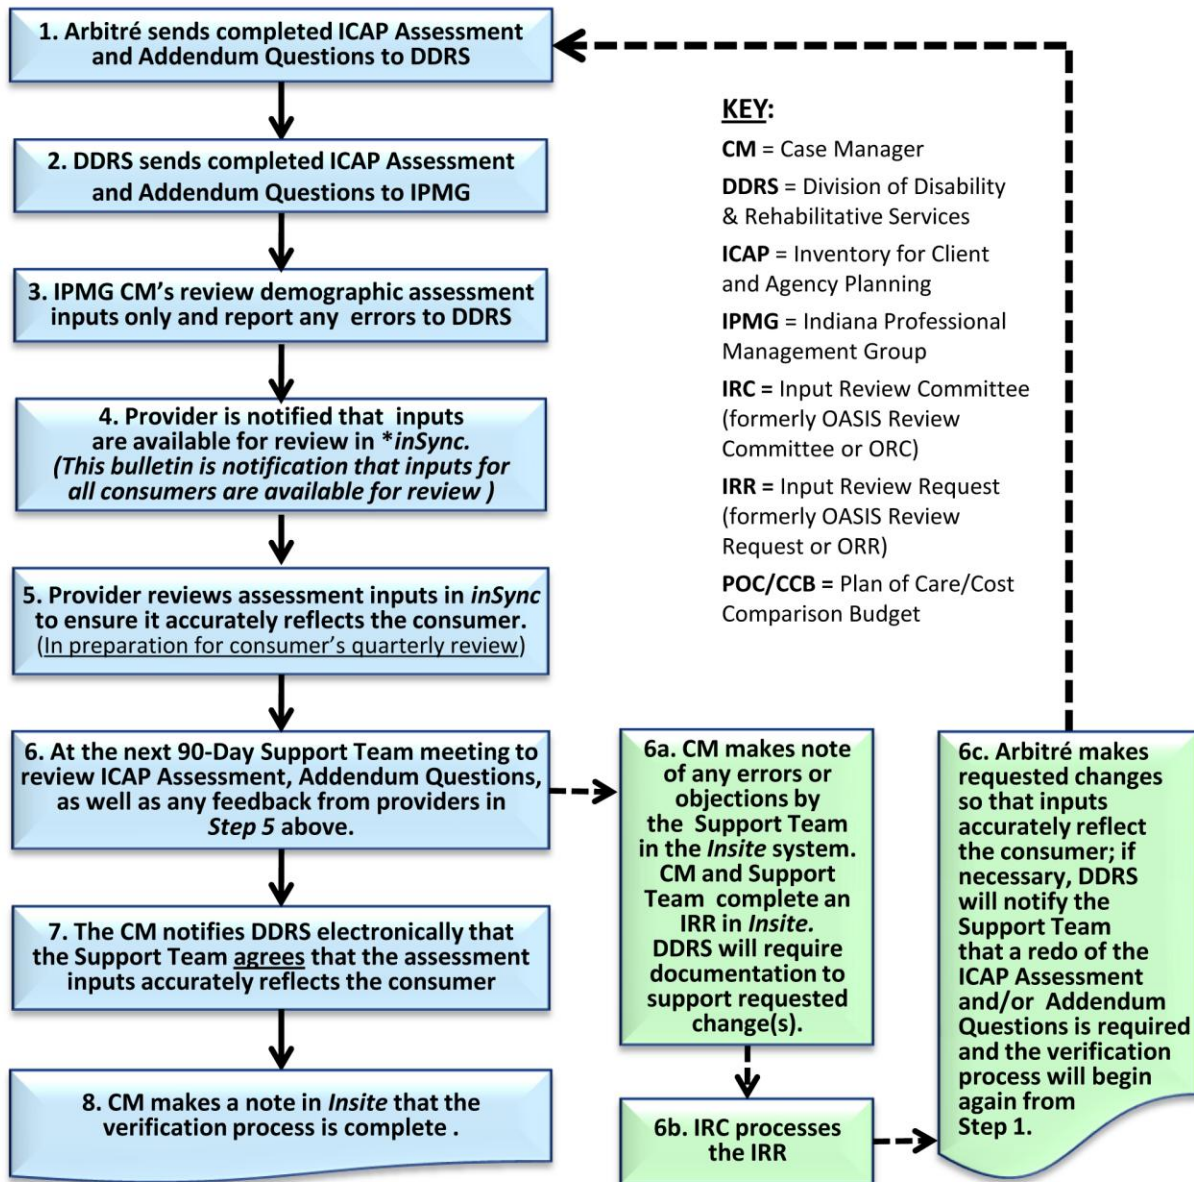 1. Arbitré sends completed ICAP Assessment
and Addendum Questions to DDRS
2. DDRS sends completed ICAP Assessment
and Addendum Questions to IPMG
3. IPMG CM's review demographic assessment
inputs only and report any errors to DDRS
4. Provider is notified that inputs
are available for review in *inSync.
(This bulletin is notification that inputs for
all consumers are available for review )
5. Provider reviews assessment inputs in inSync
to ensure it accurately reflects the consumer.
(In preparation for consumer's quarterly review)
6. At the next 90-Day Support Team meeting to
review ICAP Assessment, Addendum Questions,
as well as any feedback from providers in
Step 5 above.
7. The CM notifies DDRS electronically that
the Support Team agrees that the assessment
inputs accurately reflects the consumer
8. CM makes a note in Insite that the
verification process is complete .
KEY:
CM = Case Manager
DDRS = Division of Disability
& Rehabilitative Services
ICAP = Inventory for Client
and Agency Planning
IPMG = Indiana Professional
Management Group
IRC = Input Review Committee
(formerly OASIS Review
Committee or ORC)
IRR = Input Review Request
(formerly OASIS Review
Request or ORR)
POC/CCB = Plan of Care/Cost
Comparison Budget
6a. CM makes note
of any errors or
objections by
the Support Team
in the Insite system.
CM and Support
Team complete an
IRR in Insite.
DDRS will require
documentation to
support requested
change(s).
6b. IRC processes
the IRR
6c. Arbitré makes
requested changes
so that inputs
accurately reflect
the consumer; if
necessary, DDRS
will notify the
Support Team
that a redo of the
ICAP Assessment
and/or Addendum
Questions is required
and the verification
process will begin
again from
Step 1.